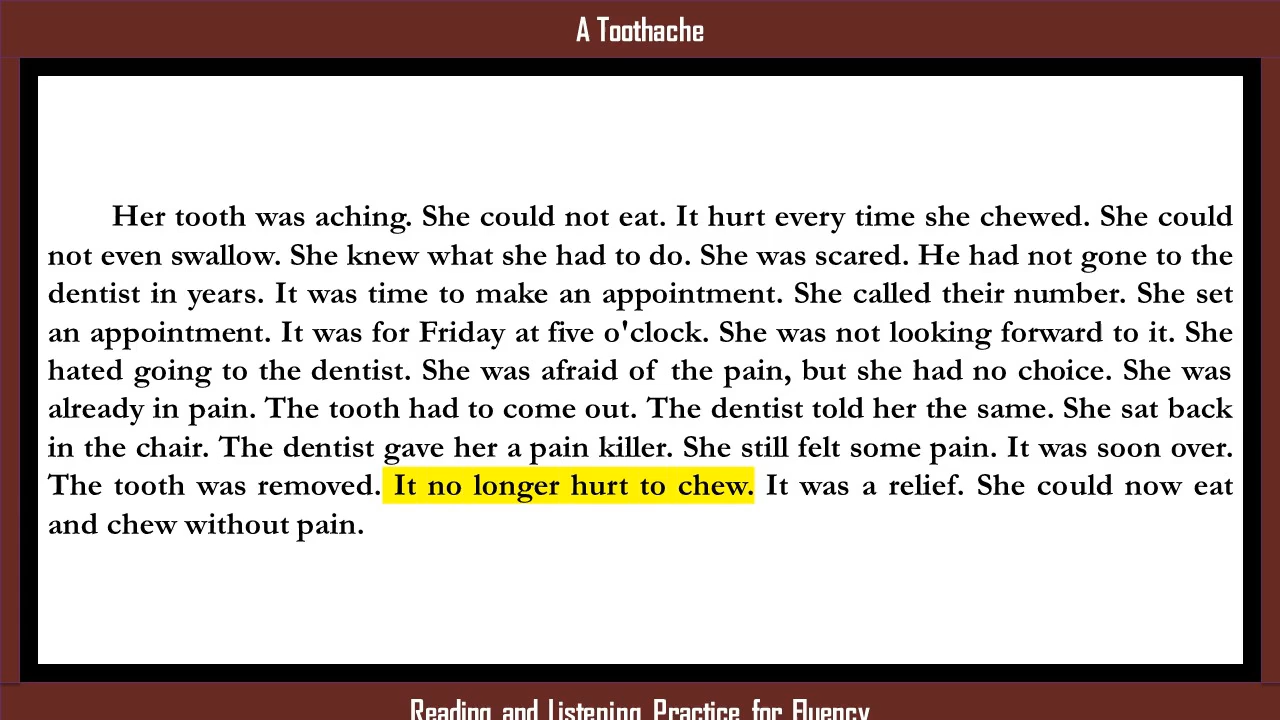 A Toothache
Her tooth was aching. She could not eat. It hurt every time she chewed. She could
not even swallow. She knew what she had to do. She was scared. He had not gone to the
dentist in years. It was time to make an appointment. She called their number. She set
an appointment. It was for Friday at five o'clock. She was not looking forward to it. She
hated going to the dentist. She was afraid of the pain, but she had no choice. She was
already in pain. The tooth had to come out. The dentist told her the same. She sat back
in the chair. The dentist gave her a pain killer. She still felt some pain. It was soon over.
The tooth was removed. It no longer hurt to chew. It was a relief. She could now eat
and chew without pain.
Reading and Listening Practice for Fluency